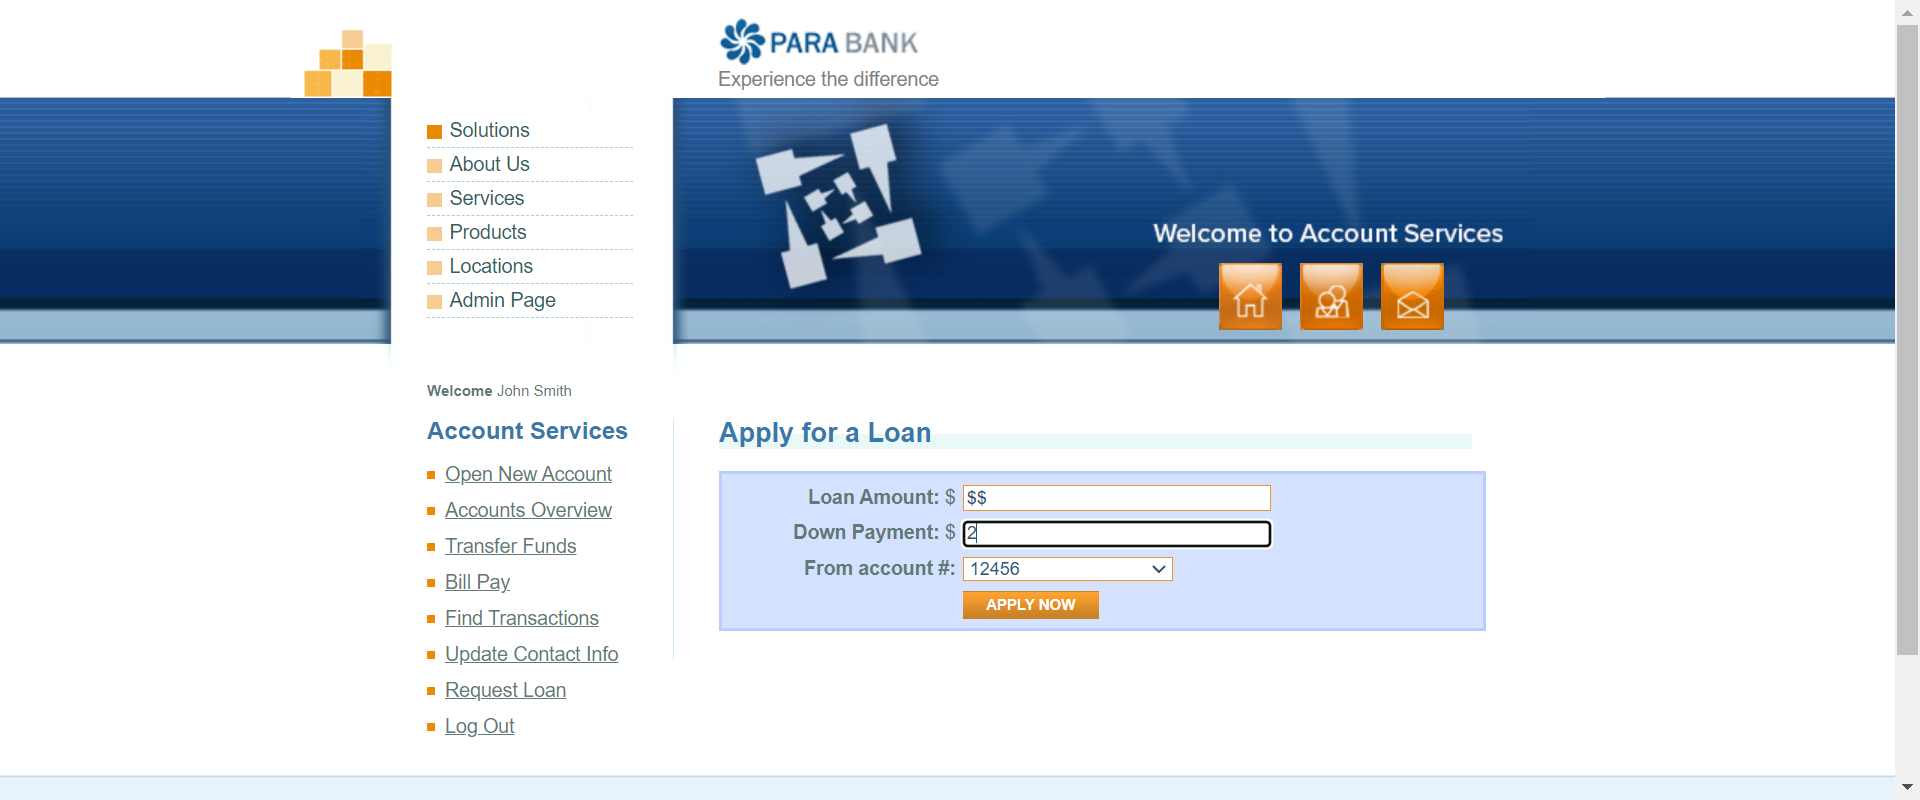 PARA BANK
Experience the difference
Solutions
About Us
Services
Products
Locations
Admin Page
Welcome to Account Services
Welcome John Smith
Account Services
Open New Account
Accounts Overview
Transfer Funds
Bill Pay
Find Transactions
Update Contact Info
Request Loan
Log Out
Apply for a Loan
Loan Amount: $ $$
Down Payment: $ 2
From account #: 12456
APPLY NOW